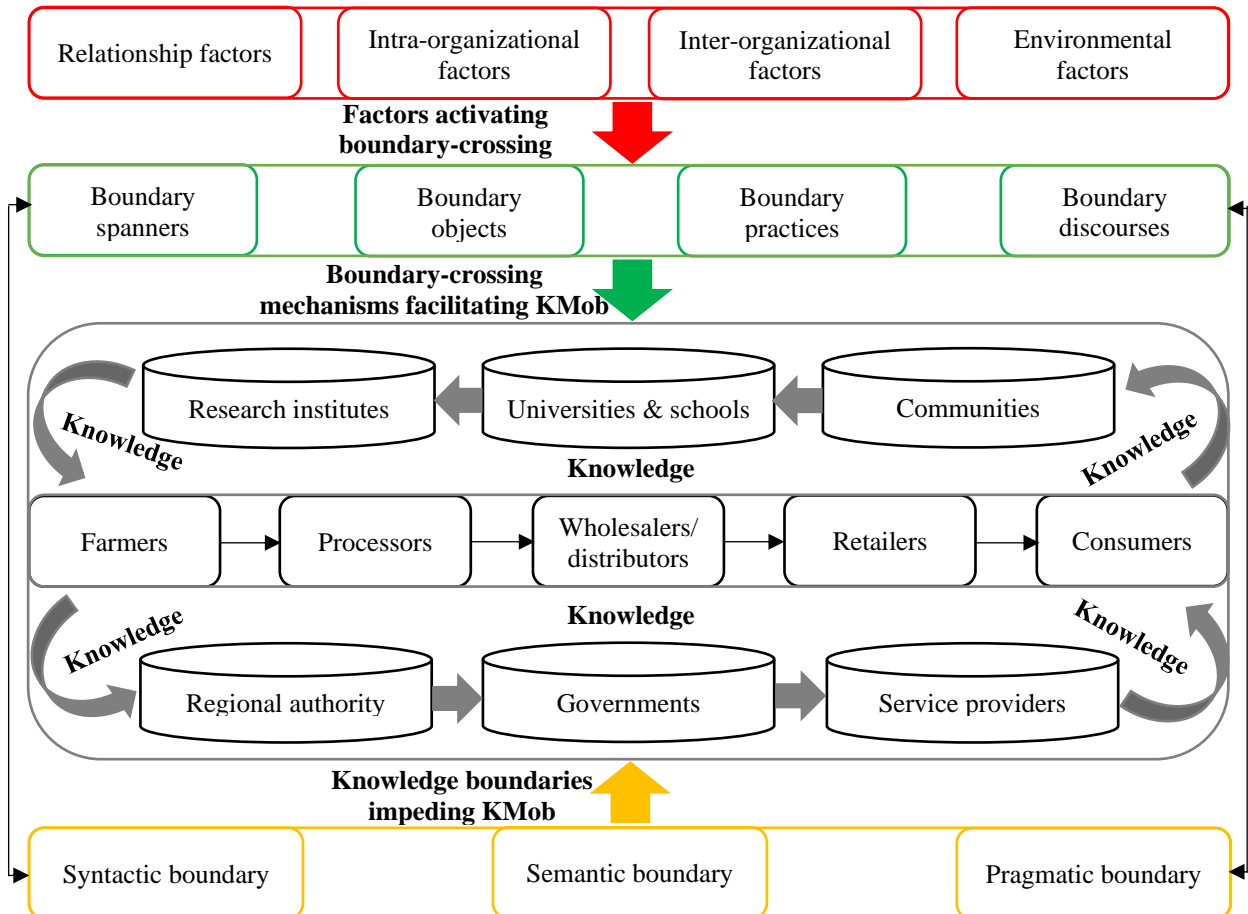 Relationship factors
Intra-organizational
factors
Inter-organizational
factors
Environmental
factors
Factors activating
boundary-crossing
Boundary
spanners
Boundary
objects
Boundary
practices
Boundary
discourses
Boundary-crossing
mechanisms facilitating KMob
Research institutes
Universities & schools
Communities
Knowledge
Knowledge
Knowledge
Farmers
Processors
Wholesalers/
distributors
Retailers
Consumers
Knowledge
Knowledge
Knowledge
Regional authority
Governments
Service providers
Knowledge boundaries
impeding KMob
Syntactic boundary
Semantic boundary
Pragmatic boundary